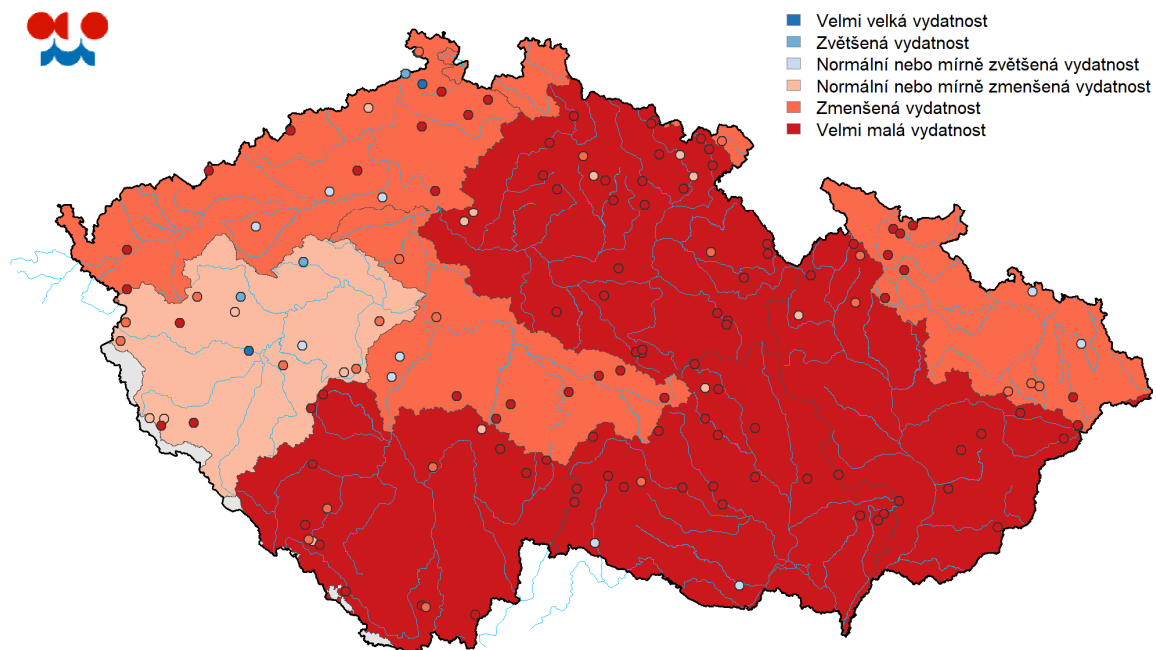 Velmi velká vydatnost
Zvětšená vydatnost
Normální nebo mírně zvětšená vydatnost
Normální nebo mírně zmenšená vydatnost
Zmenšená vydatnost
Velmi malá vydatnost